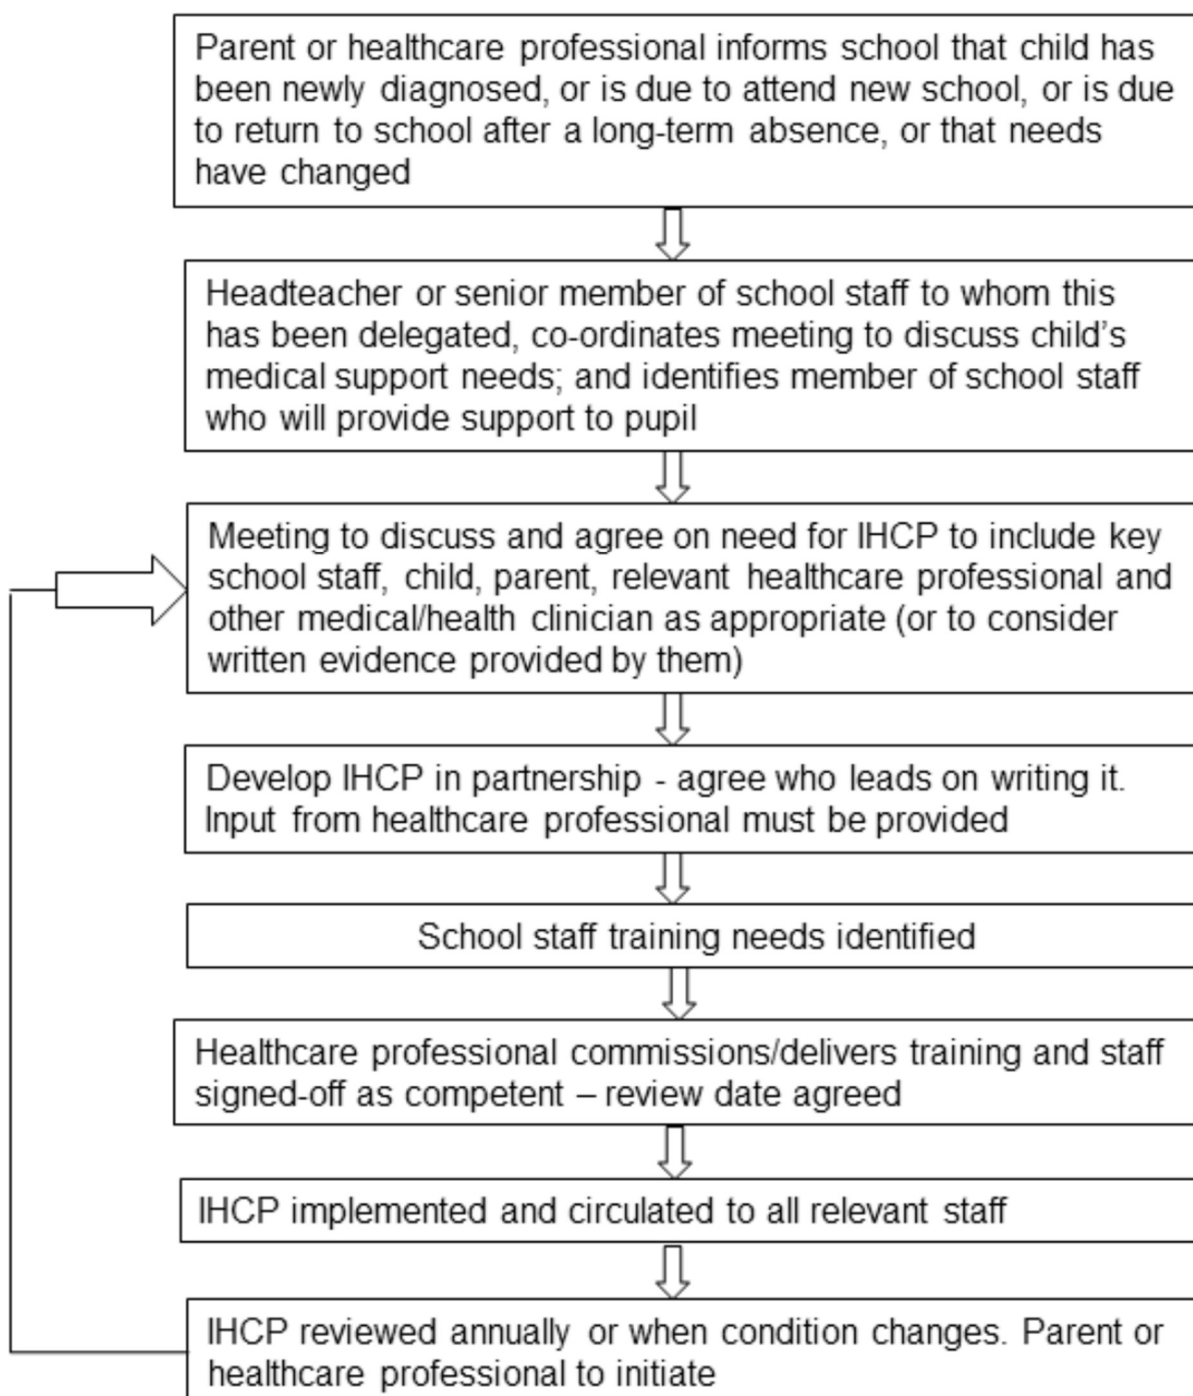 Parent or healthcare professional informs school that child has
been newly diagnosed, or is due to attend new school, or is due
to return to school after a long-term absence, or that needs
have changed
Headteacher or senior member of school staff to whom this
has been delegated, co-ordinates meeting to discuss child's
medical support needs; and identifies member of school staff
who will provide support to pupil
Meeting to discuss and agree on need for IHCP to include key
school staff, child, parent, relevant healthcare professional and
other medical/health clinician as appropriate (or to consider
written evidence provided by them)
Develop IHCP in partnership - agree who leads on writing it.
Input from healthcare professional must be provided
School staff training needs identified
Healthcare professional commissions/delivers training and staff
signed-off as competent – review date agreed
IHCP implemented and circulated to all relevant staff
IHCP reviewed annually or when condition changes. Parent or
healthcare professional to initiate